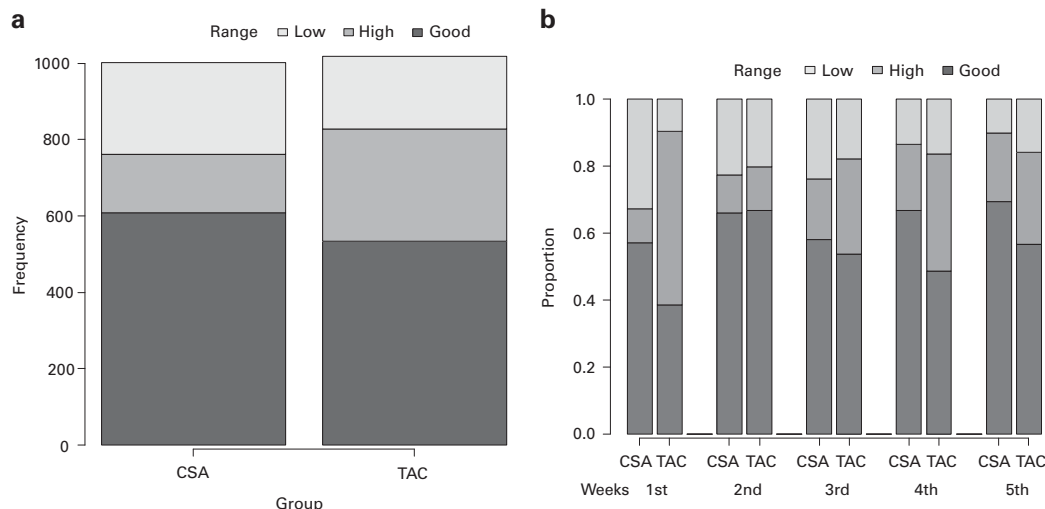 a
Range Low High Good
1000
800
600
400
200
0
Frequency
CSA TAC
Group
b
Range Low High Good
1.0
0.8
0.6
0.4
0.2
0.0
Proportion
CSA TAC CSA TAC CSA TAC CSA TAC CSA TAC
Weeks 1st 2nd 3rd 4th 5th